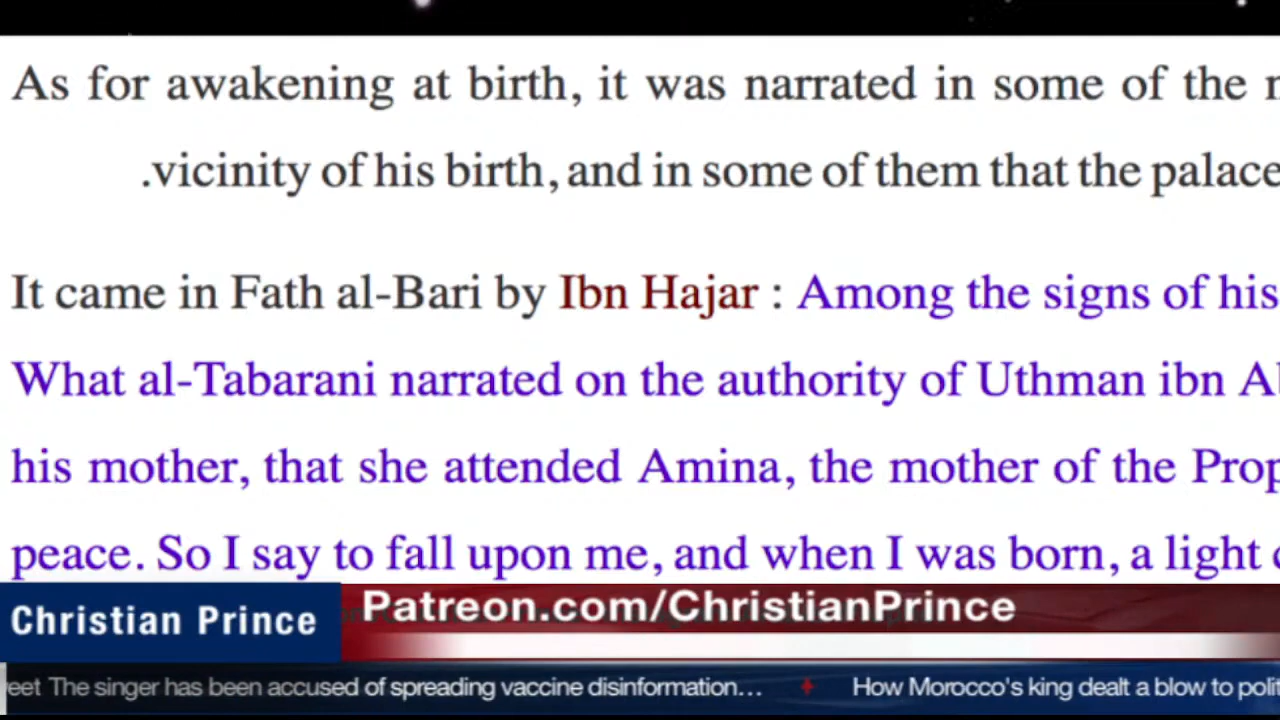 As for awakening at birth, it was narrated in some of the
.vicinity of his birth, and in some of them that the palace
It came in Fath al-Bari by Ibn Hajar : Among the signs of his
What al-Tabarani narrated on the authority of Uthman ibn
his mother, that she attended Amina, the mother of the
peace. So I say to fall upon me, and when I was born, a light
Christian Prince
Patreon.com/ChristianPrince
The singer has been accused of spreading vaccine disinformation... How Morocco's king dealt a blow to